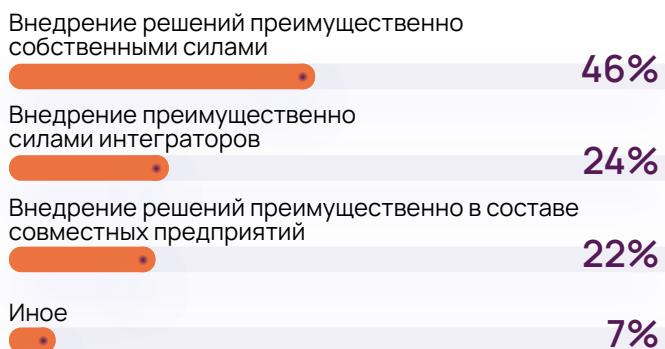 Внедрение решений преимущественно
собственными силами
46%
Внедрение преимущественно
силами интеграторов
24%
Внедрение решений преимущественно в составе
совместных предприятий
22%
Иное
7%